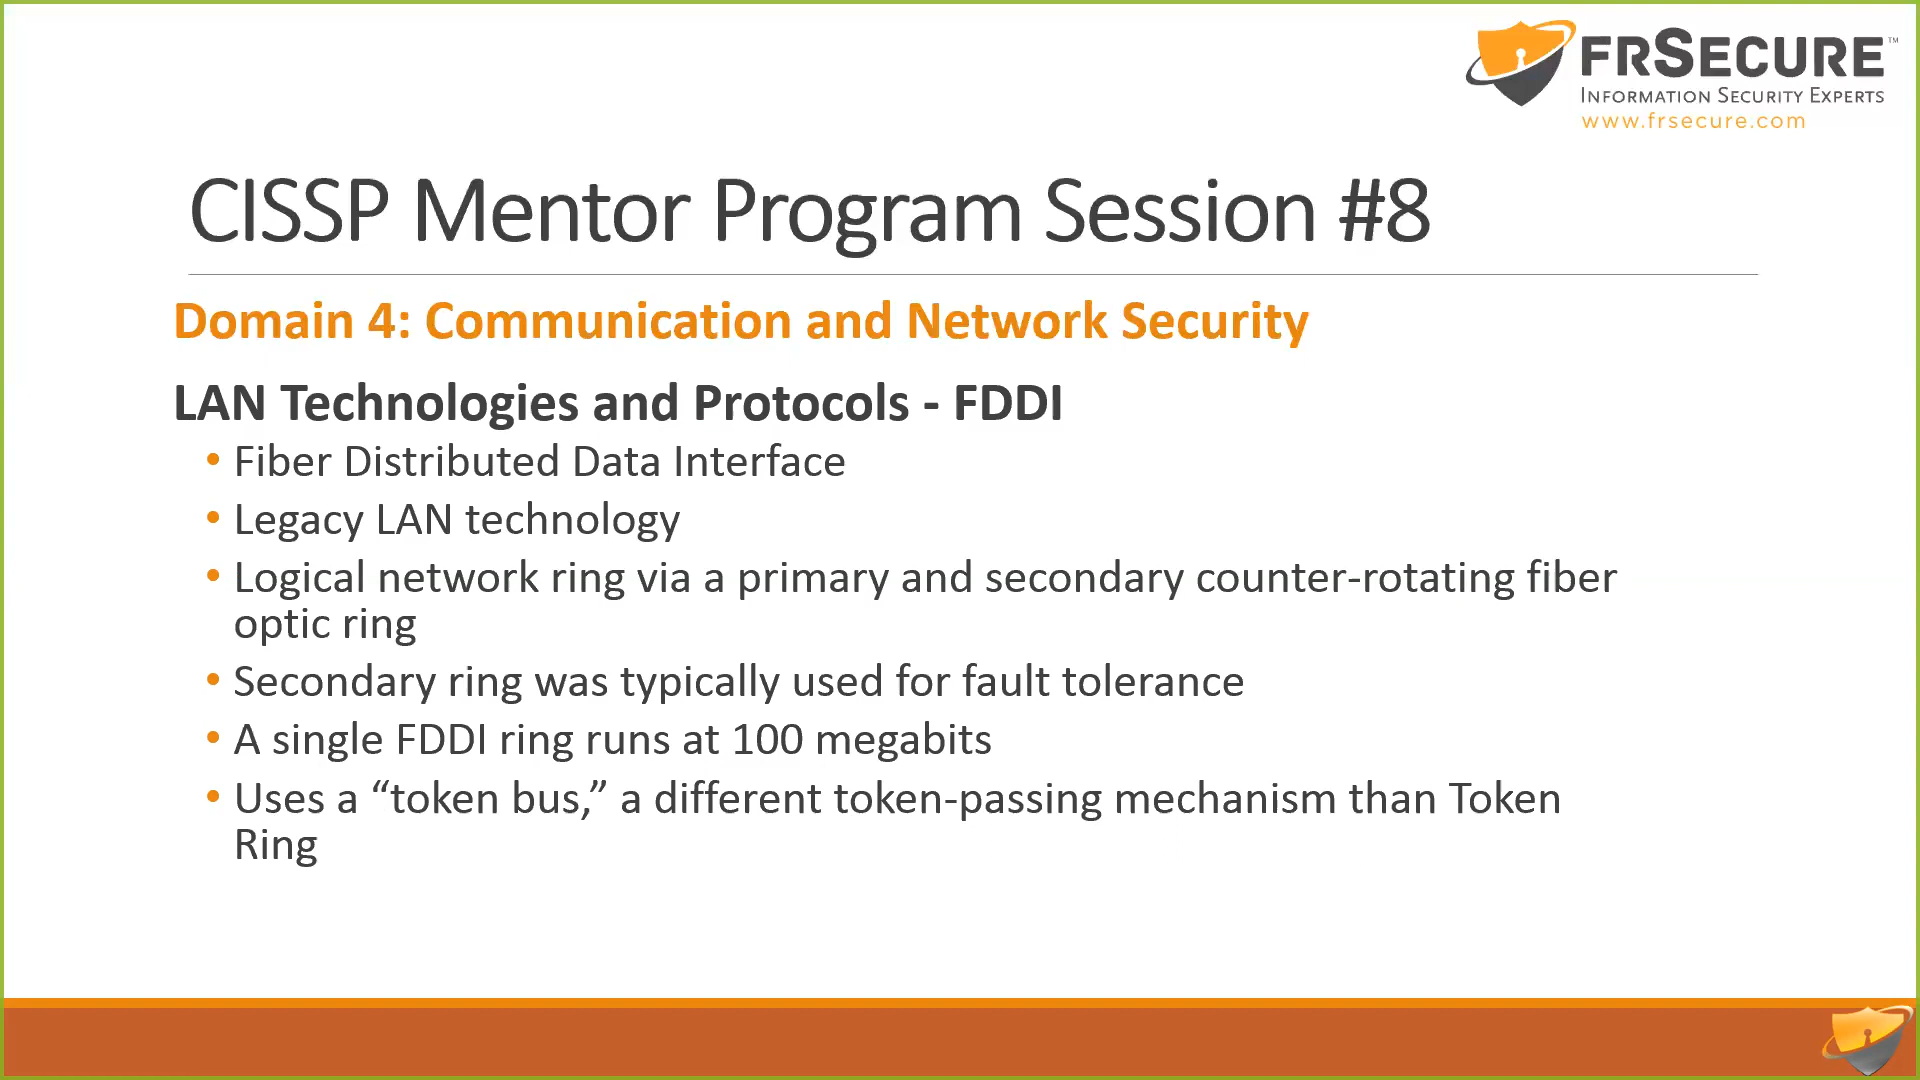 FRSECURE™
INFORMATION SECURITY EXPERTS
www.frsecure.com
CISSP Mentor Program Session #8
Domain 4: Communication and Network Security
LAN Technologies and Protocols - FDDI
• Fiber Distributed Data Interface
• Legacy LAN technology
• Logical network ring via a primary and secondary counter-rotating fiber
optic ring
• Secondary ring was typically used for fault tolerance
• A single FDDI ring runs at 100 megabits
• Uses a “token bus,” a different token-passing mechanism than Token
Ring